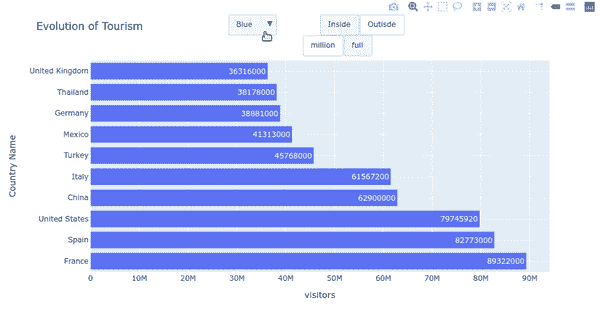 Evolution of Tourism
Blue ▼
Inside Outisde
million full
Country Name
United Kingdom 36316000
Thailand 38178000
Germany 38881000
Mexico 41313000
Turkey 45768000
Italy 61567200
China 62900000
United States 79745920
Spain 82773000
France 89322000
0 10M 20M 30M 40M 50M 60M 70M 80M 90M
visitors